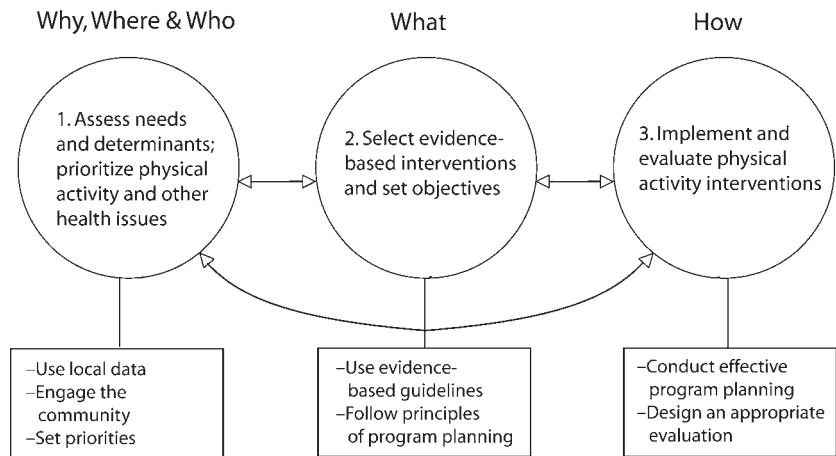 Why, Where & Who
What
How
1. Assess needs
and determinants;
prioritize physical
activity and other
health issues
2. Select evidence-
based interventions
and set objectives
3. Implement and
evaluate physical
activity interventions
–Use local data
–Engage the
community
–Set priorities
–Use evidence-
based guidelines
–Follow principles
of program planning
–Conduct effective
program planning
–Design an appropriate
evaluation